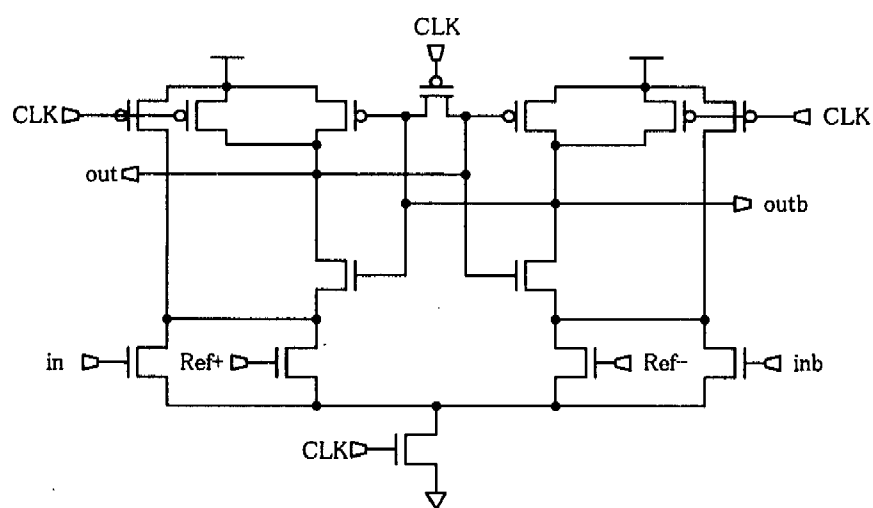 CLK
CLK
CLK
out
outb
in
Ref+
Ref-
inb
CLK